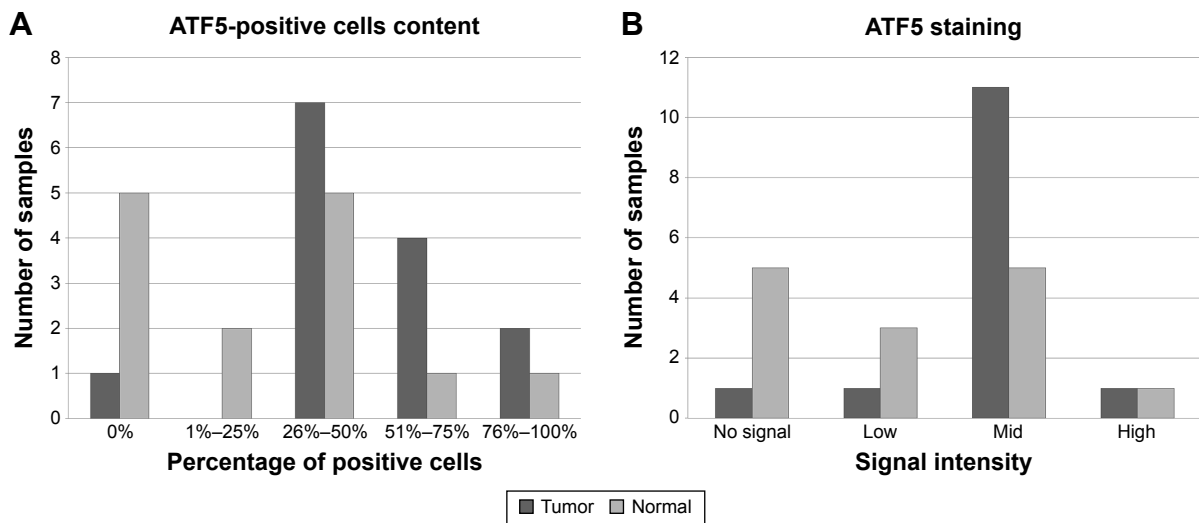 A
ATF5-positive cells content
Number of samples
8
7
6
5
4
3
2
1
0
0% 1%–25% 26%–50% 51%–75% 76%–100%
Percentage of positive cells
B
ATF5 staining
Number of samples
12
10
8
6
4
2
0
No signal Low Mid High
Signal intensity
Tumor Normal